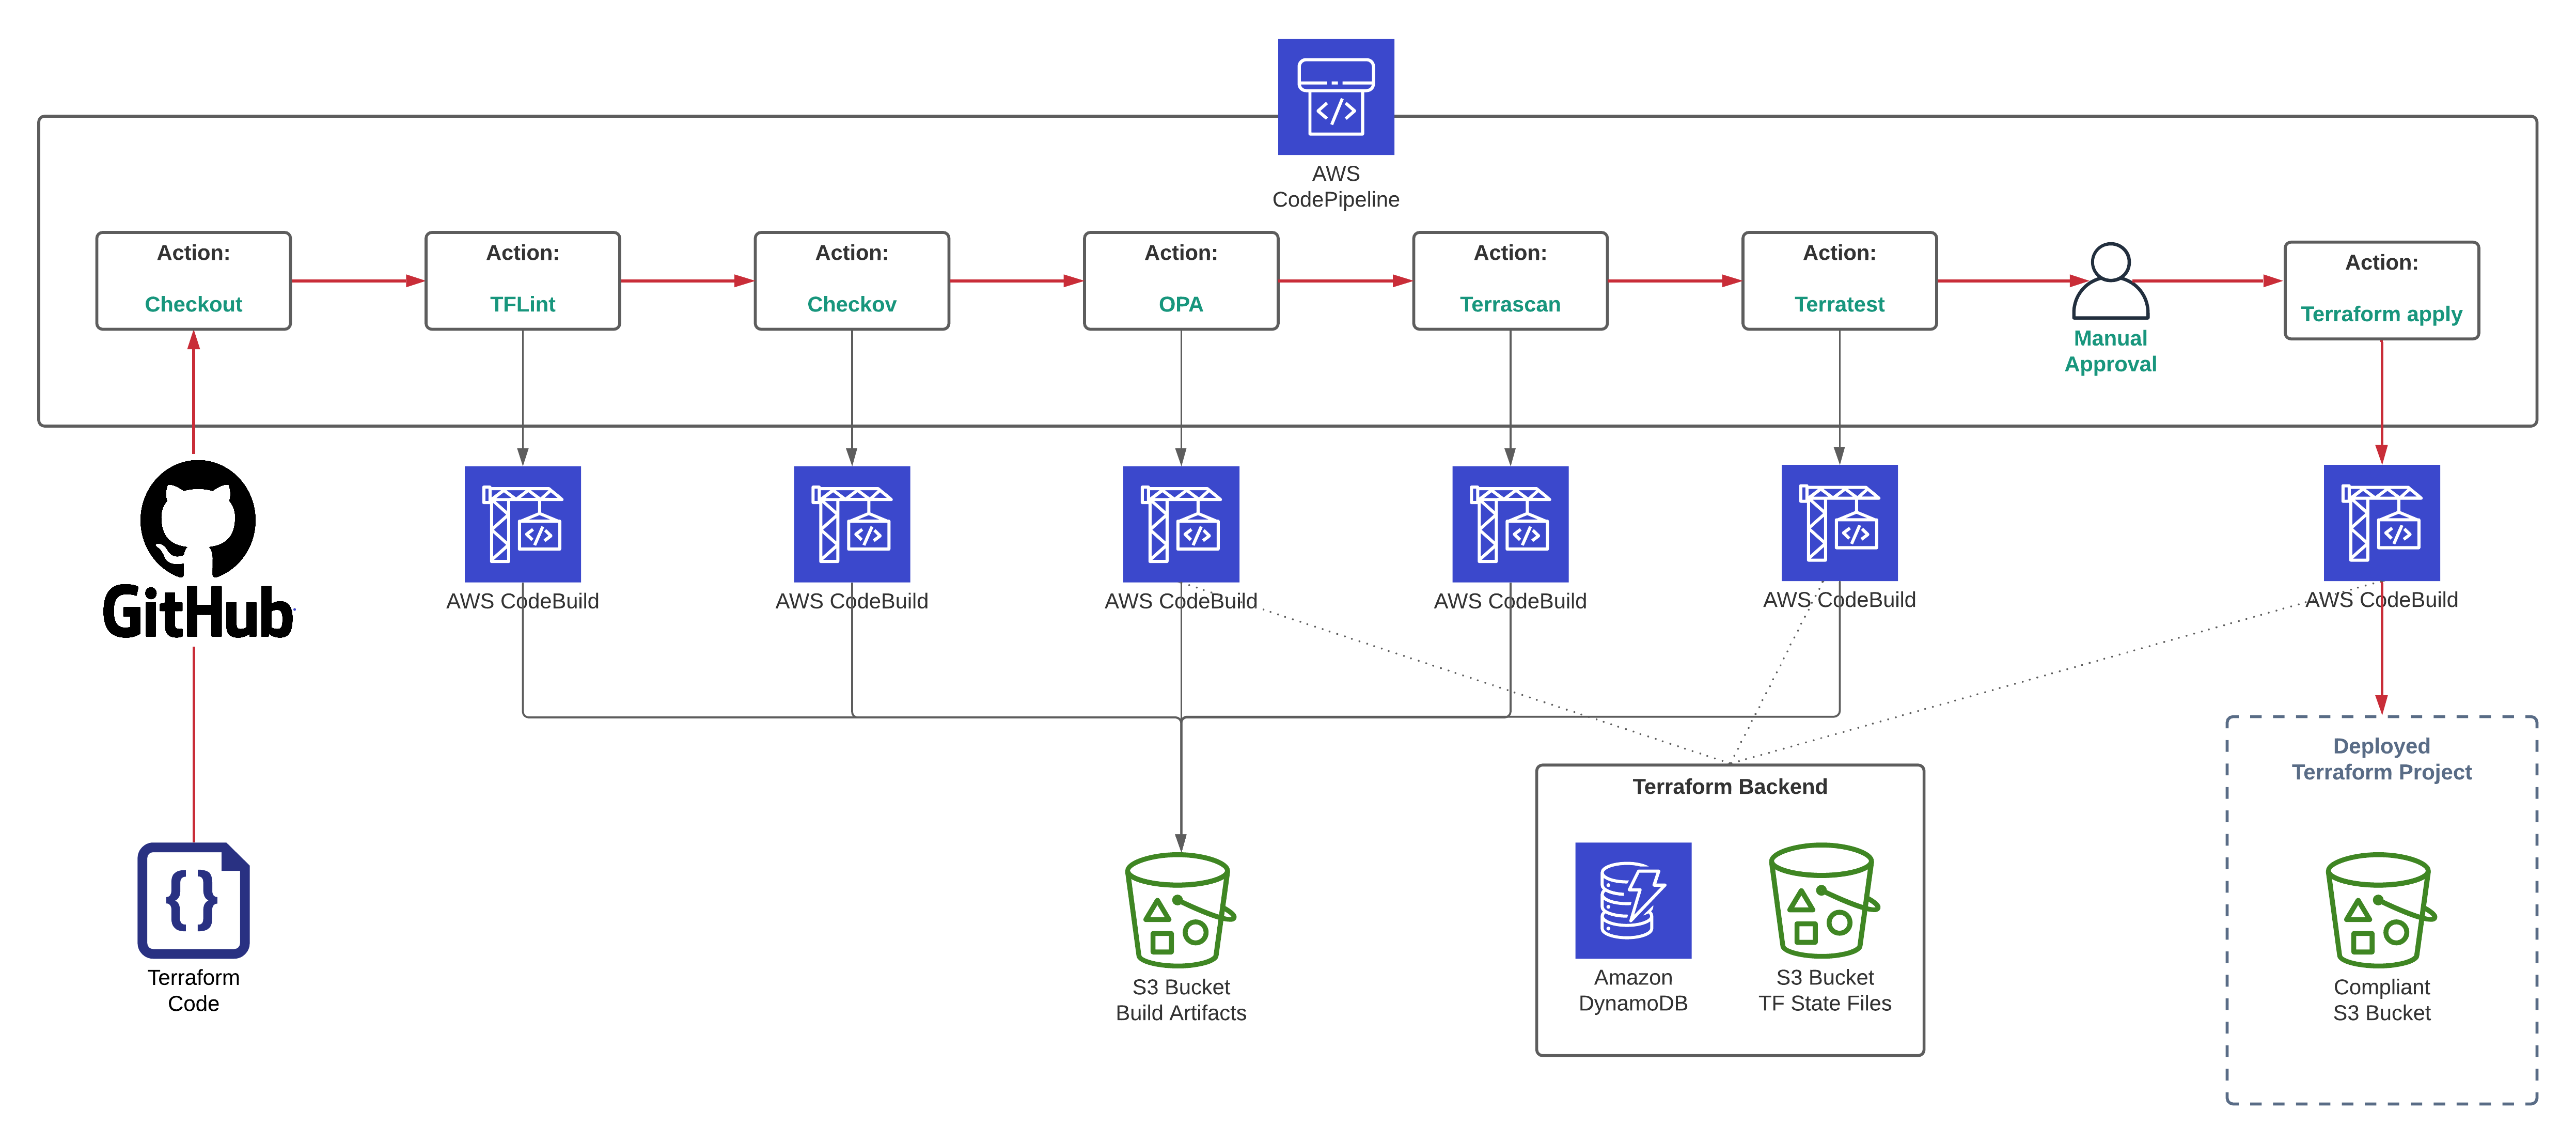 AWS
CodePipeline
Action:
Checkout
Action:
TFLint
Action:
Checkov
Action:
OPA
Action:
Terrascan
Action:
Terratest
Manual
Approval
Action:
Terraform apply
GitHub
AWS CodeBuild
AWS CodeBuild
AWS CodeBuild
AWS CodeBuild
AWS CodeBuild
AWS CodeBuild
Terraform
Code
S3 Bucket
Build Artifacts
Terraform Backend
Amazon
DynamoDB
S3 Bucket
TF State Files
Deployed
Terraform Project
Compliant
S3 Bucket